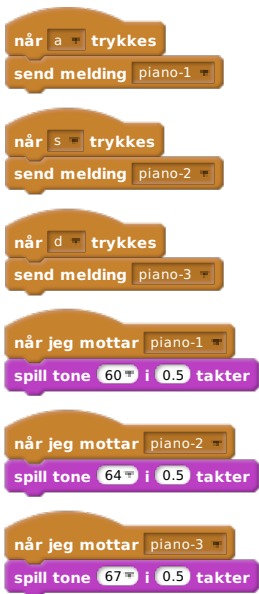 når a trykkes
send melding piano-1
når s trykkes
send melding piano-2
når d trykkes
send melding piano-3
når jeg mottar piano-1
spill tone 60 i 0.5 takter
når jeg mottar piano-2
spill tone 64 i 0.5 takter
når jeg mottar piano-3
spill tone 67 i 0.5 takter